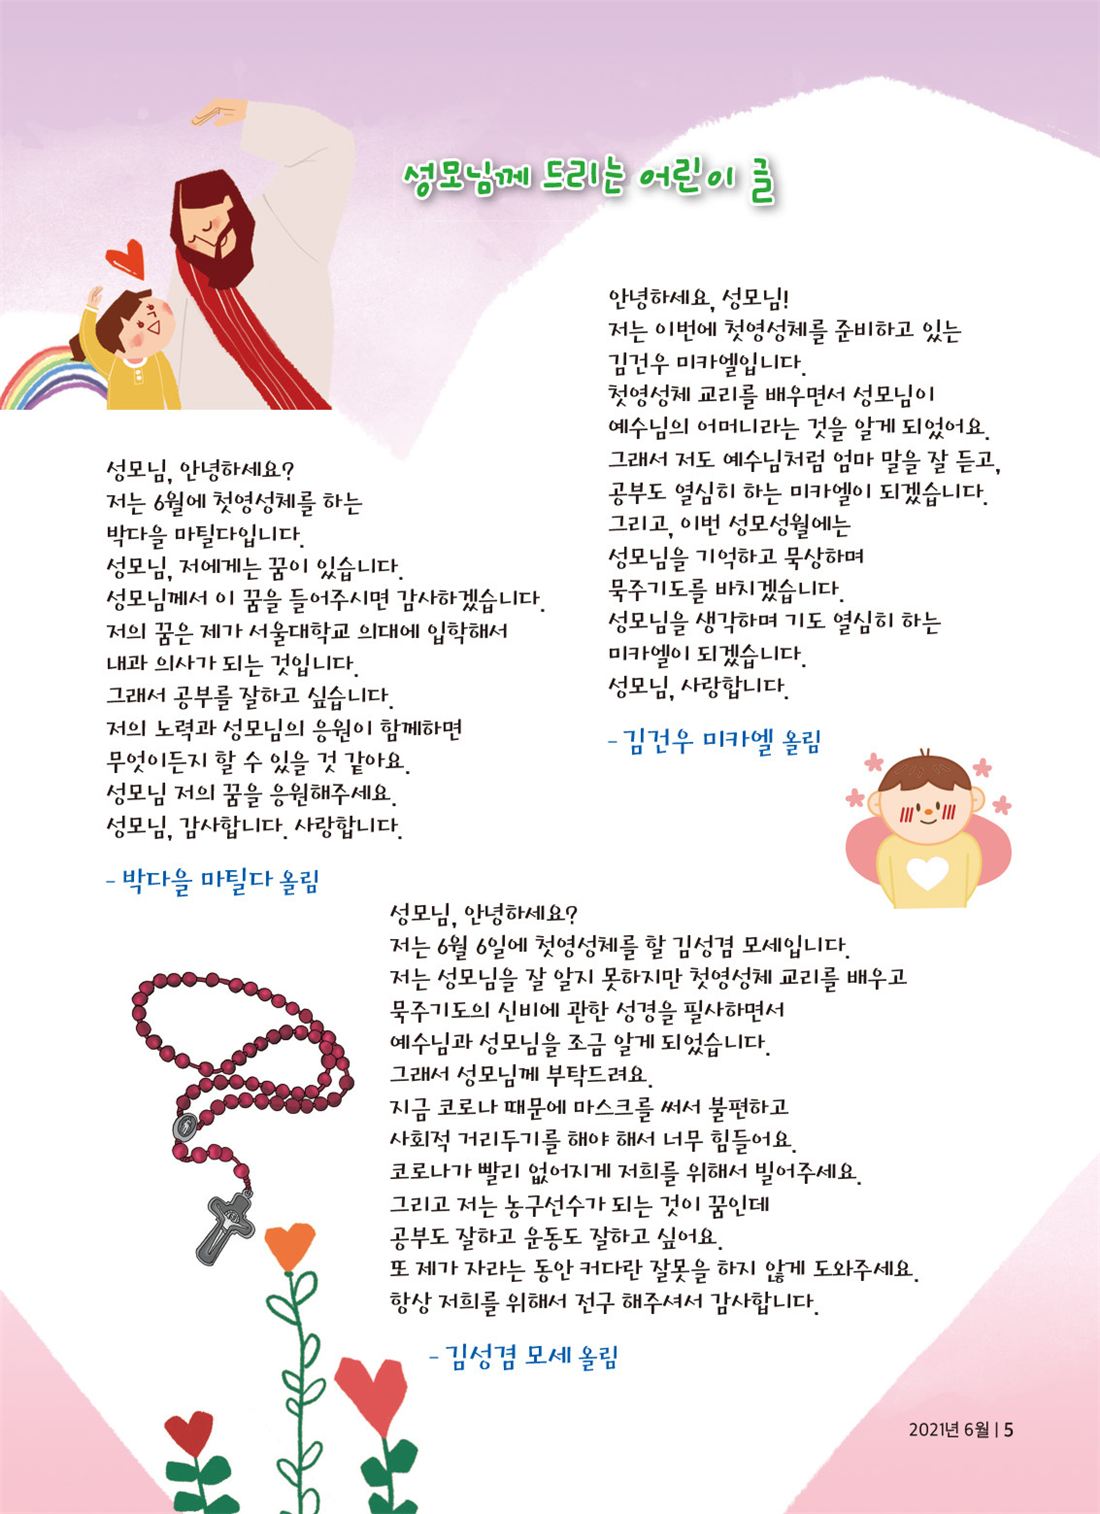 성모님께 드리는 어린이 글
성모님, 안녕하세요?
저는 6월에 첫영성체를 하는
박다을 마틸다입니다.
성모님, 저에게는 꿈이 있습니다.
성모님께서 이 꿈을 들어주시면 감사하겠습니다.
저의 꿈은 제가 서울대학교 의대에 입학해서
내과 의사가 되는 것입니다.
그래서 공부를 잘하고 싶습니다.
저의 노력과 성모님의 응원이 함께하면
무엇이든지 할 수 있을 것 같아요.
성모님 저의 꿈을 응원해주세요.
성모님, 감사합니다. 사랑합니다.
- 박다을 마틸다 올림
안녕하세요, 성모님!
저는 이번에 첫영성체를 준비하고 있는
김건우 미카엘입니다.
첫영성체 교리를 배우면서 성모님이
예수님의 어머니라는 것을 알게 되었어요.
그래서 저도 예수님처럼 엄마 말을 잘 듣고,
공부도 열심히 하는 미카엘이 되겠습니다.
그리고, 이번 성모성월에는
성모님을 기억하고 묵상하며
묵주기도를 바치겠습니다.
성모님을 생각하며 기도 열심히 하는
미카엘이 되겠습니다.
성모님, 사랑합니다.
- 김건우 미카엘 올림
성모님, 안녕하세요?
저는 6월 6일에 첫영성체를 할 김성겸 모세입니다.
저는 성모님을 잘 알지 못하지만 첫영성체 교리를 배우고
묵주기도의 신비에 관한 성경을 필사하면서
예수님과 성모님을 조금 알게 되었습니다.
그래서 성모님께 부탁드려요.
지금 코로나 때문에 마스크를 써서 불편하고
사회적 거리두기를 해야 해서 너무 힘들어요.
코로나가 빨리 없어지게 저희를 위해서 빌어주세요.
그리고 저는 농구선수가 되는 것이 꿈인데
공부도 잘하고 운동도 잘하고 싶어요.
또 제가 자라는 동안 커다란 잘못을 하지 않게 도와주세요.
항상 저희를 위해서 전구 해주셔서 감사합니다.
- 김성겸 모세 올림
2021년 6월 | 5